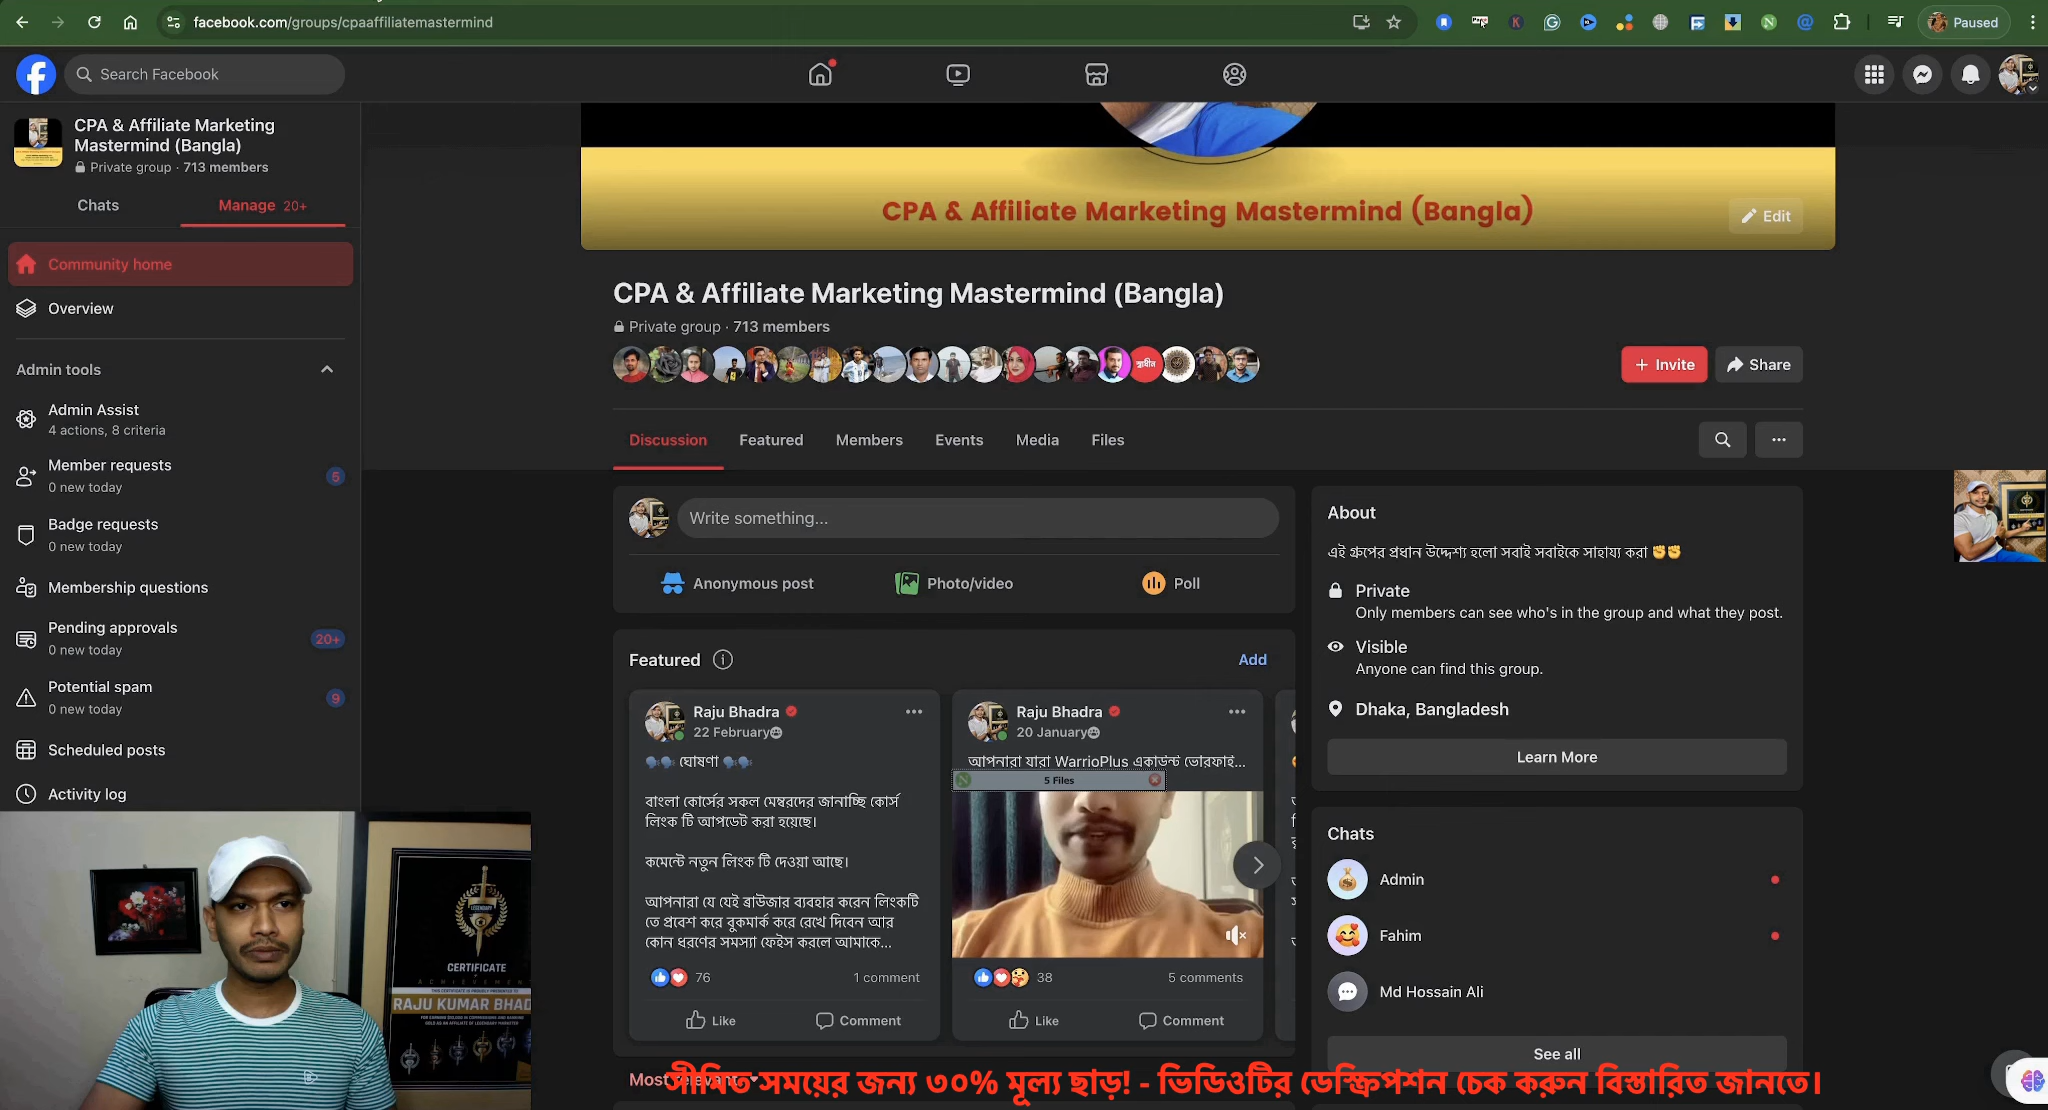 facebook.com/groups/cpaaffiliatemastermind
Paused
Search Facebook
CPA & Affiliate Marketing
Mastermind (Bangla)
Private group · 713 members
Chats
Manage 20+
Community home
Overview
Admin tools
Admin Assist
4 actions, 8 criteria
Member requests
0 new today
5
Badge requests
0 new today
Membership questions
Pending approvals
0 new today
20+
Potential spam
0 new today
9
Scheduled posts
Activity log
CPA & Affiliate Marketing Mastermind (Bangla)
Edit
CPA & Affiliate Marketing Mastermind (Bangla)
Private group · 713 members
স্বাধীন
+ Invite
Share
Discussion Featured Members Events Media Files
Write something...
Anonymous post
Photo/video
Poll
Featured
Add
Raju Bhadra
22 February
ঘোষণা
বাংলা কোর্সের সকল মেম্বরদের জানাচ্ছি কোর্স
লিংক টি আপডেট করা হয়েছে।
কমেন্টে নতুন লিংক টি দেওয়া আছে।
আপনারা যে যেই ব্রাউজার ব্যবহার করেন লিংকটি
তে প্রবেশ করে বুকমার্ক করে রেখে দিবেন আর
কোন ধরণের সমস্যা ফেইস করলে আমাকে...
76
1 comment
Like
Comment
Raju Bhadra
20 January
আপনারা যারা WarrioPlus একাউন্ট ভেরিফাই...
5 Files
38
5 comments
Like
Comment
About
এই গ্রুপের প্রধান উদ্দেশ্য হলো সবাই সবাইকে সাহায্য করা
Private
Only members can see who's in the group and what they post.
Visible
Anyone can find this group.
Dhaka, Bangladesh
Learn More
Chats
Admin
Fahim
Md Hossain Ali
See all
CERTIFICATE
RAJU KUMAR BHAD
Most relevant
সীমিত সময়ের জন্য ৩০% মূল্য ছাড়! - ভিডিওটির ডেস্ক্রিপশন চেক করুন বিস্তারিত জানতে।